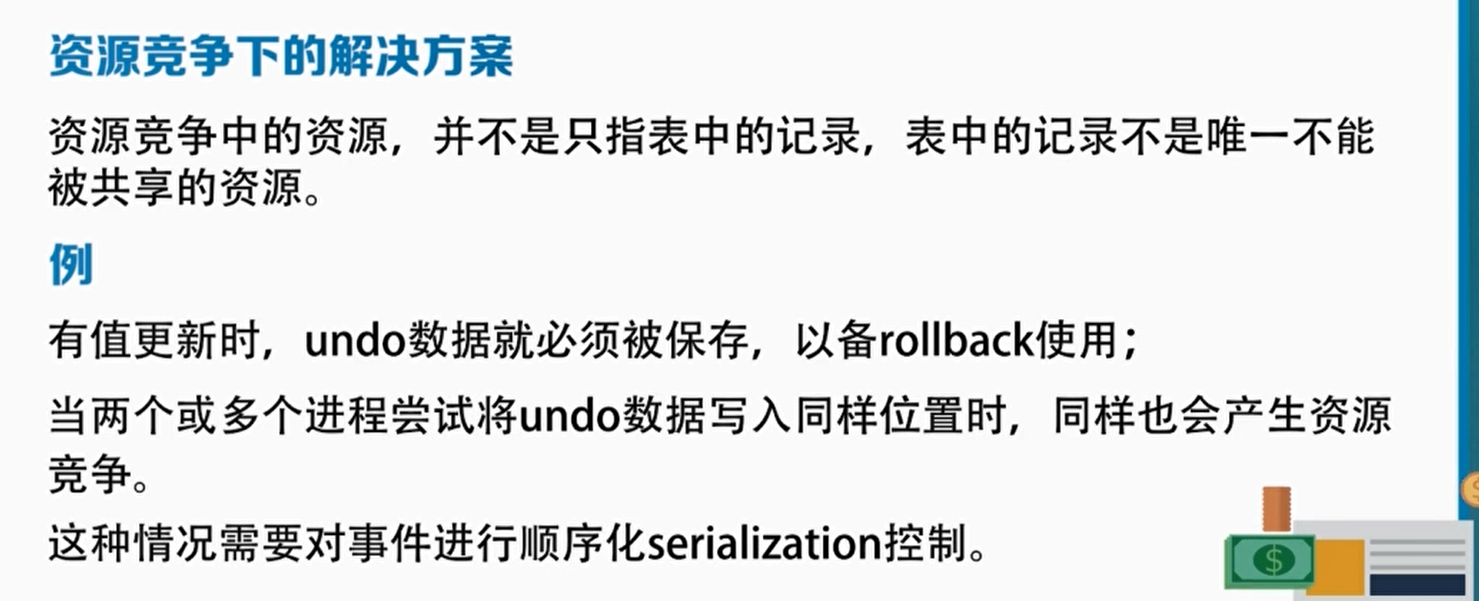 资源竞争下的解决方案
资源竞争中的资源，并不是只指表中的记录，表中的记录不是唯一不能
被共享的资源。
例
有值更新时，undo数据就必须被保存，以备rollback使用；
当两个或多个进程尝试将undo数据写入同样位置时，同样也会产生资源
竞争。
这种情况需要对事件进行顺序化serialization控制。
$
$